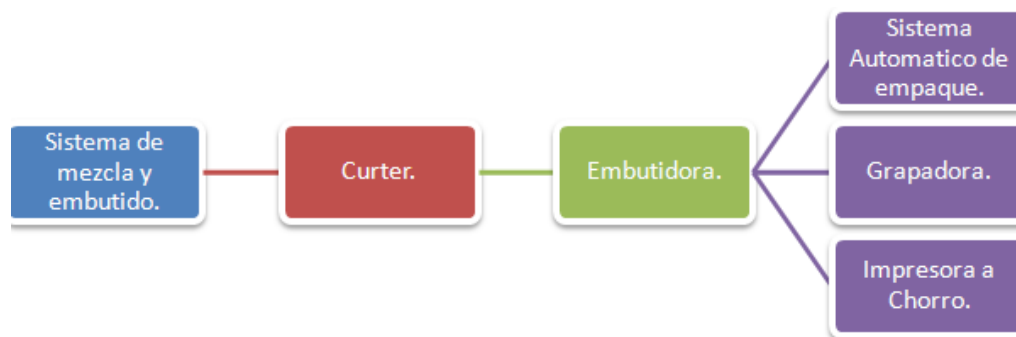 Sistema de
mezcla y
embutido.
Curter.
Embutidora.
Sistema
Automatico de
empaque.
Grapadora.
Impresora a
Chorro.